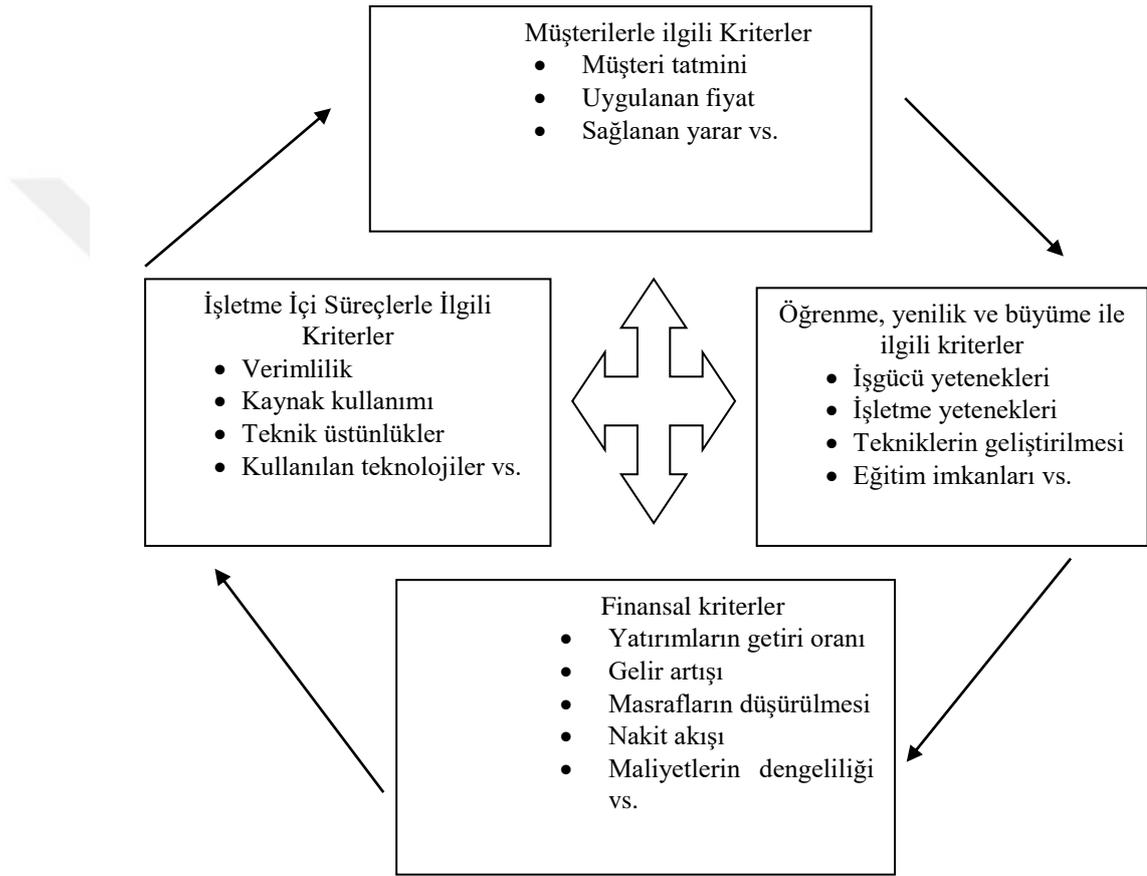 Müşterilerle ilgili Kriterler
• Müşteri tatmini
• Uygulanan fiyat
• Sağlanan yarar vs.
İşletme İçi Süreçlerle İlgili
Kriterler
• Verimlilik
• Kaynak kullanımı
• Teknik üstünlükler
• Kullanılan teknolojiler vs.
Öğrenme, yenilik ve büyüme ile
ilgili kriterler
• İşgücü yetenekleri
• İşletme yetenekleri
• Tekniklerin geliştirilmesi
• Eğitim imkanları vs.
Finansal kriterler
• Yatırımların getiri oranı
• Gelir artışı
• Masrafların düşürülmesi
• Nakit akışı
• Maliyetlerin dengeliliği
vs.